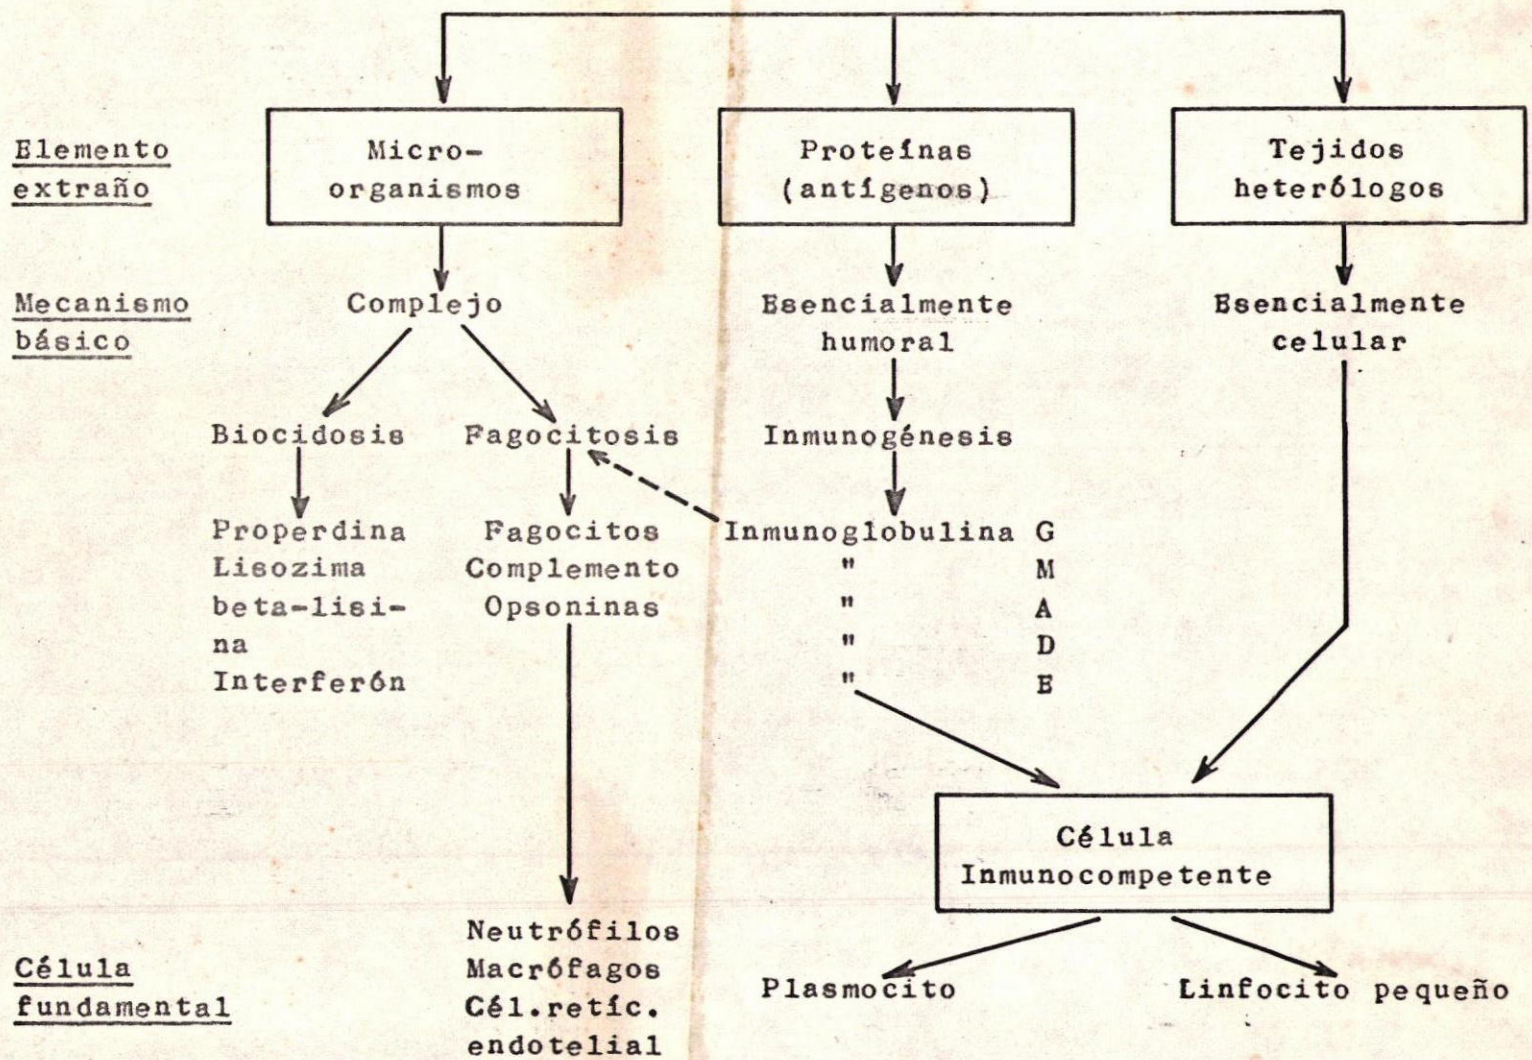 Elemento
extraño
Micro-
organismos
Proteínas
(antígenos)
Tejidos
heterólogos
Mecanismo
básico
Complejo
Esencialmente
humoral
Esencialmente
celular
Biocidosis
Fagocitosis
Inmunogénesis
Properdina
Lisozima
beta-lisi-
na
Interferón
Fagocitos
Complemento
Opsoninas
Inmunoglobulina G
" M
" A
" D
" E
Célula
Inmunocompetente
Célula
fundamental
Neutrófilos
Macrófagos
Cél.retíc.
endotelial
Plasmocito
Linfocito pequeño